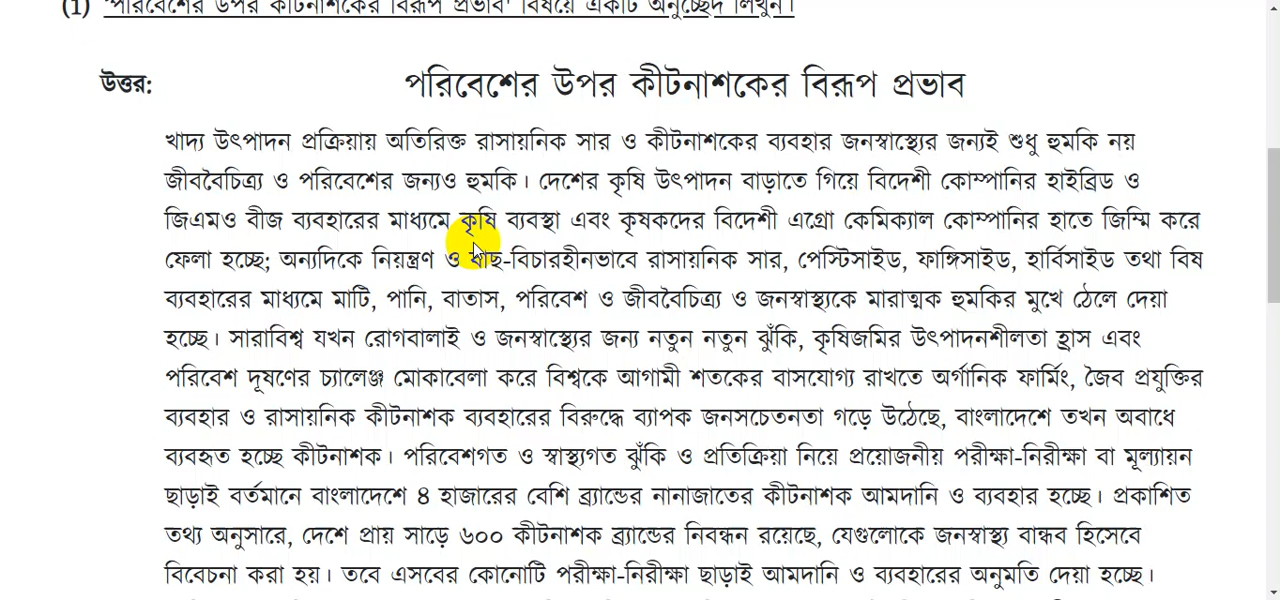 (1) 'পরিবেশের উপর কীটনাশকের বিরূপ প্রভাব' বিষয়ে একটি অনুচ্ছেদ লিখুন।
উত্তর: পরিবেশের উপর কীটনাশকের বিরূপ প্রভাব
খাদ্য উৎপাদন প্রক্রিয়ায় অতিরিক্ত রাসায়নিক সার ও কীটনাশকের ব্যবহার জনস্বাস্থ্যের জন্যই শুধু হুমকি নয়
জীববৈচিত্র্য ও পরিবেশের জন্যও হুমকি। দেশের কৃষি উৎপাদন বাড়াতে গিয়ে বিদেশী কোম্পানির হাইব্রিড ও
জিএমও বীজ ব্যবহারের মাধ্যমে কৃষি ব্যবস্থা এবং কৃষকদের বিদেশী এগ্রো কেমিক্যাল কোম্পানির হাতে জিম্মি করে
ফেলা হচ্ছে; অন্যদিকে নিয়ন্ত্রণ ও বাছ-বিচারহীনভাবে রাসায়নিক সার, পেস্টিসাইড, ফাঙ্গিসাইড, হার্বিসাইড তথা বিষ
ব্যবহারের মাধ্যমে মাটি, পানি, বাতাস, পরিবেশ ও জীববৈচিত্র্য ও জনস্বাস্থ্যকে মারাত্মক হুমকির মুখে ঠেলে দেয়া
হচ্ছে। সারাবিশ্ব যখন রোগবালাই ও জনস্বাস্থ্যের জন্য নতুন নতুন ঝুঁকি, কৃষিজমির উৎপাদনশীলতা হ্রাস এবং
পরিবেশ দূষণের চ্যালেঞ্জ মোকাবেলা করে বিশ্বকে আগামী শতকের বাসযোগ্য রাখতে অর্গানিক ফার্মিং, জৈব প্রযুক্তির
ব্যবহার ও রাসায়নিক কীটনাশক ব্যবহারের বিরুদ্ধে ব্যাপক জনসচেতনতা গড়ে উঠেছে, বাংলাদেশে তখন অবাধে
ব্যবহৃত হচ্ছে কীটনাশক। পরিবেশগত ও স্বাস্থ্যগত ঝুঁকি ও প্রতিক্রিয়া নিয়ে প্রয়োজনীয় পরীক্ষা-নিরীক্ষা বা মূল্যায়ন
ছাড়াই বর্তমানে বাংলাদেশে ৪ হাজারের বেশি ব্র্যান্ডের নানাজাতের কীটনাশক আমদানি ও ব্যবহার হচ্ছে। প্রকাশিত
তথ্য অনুসারে, দেশে প্রায় সাড়ে ৬০০ কীটনাশক ব্র্যান্ডের নিবন্ধন রয়েছে, যেগুলোকে জনস্বাস্থ্য বান্ধব হিসেবে
বিবেচনা করা হয়। তবে এসবের কোনোটি পরীক্ষা-নিরীক্ষা ছাড়াই আমদানি ও ব্যবহারের অনুমতি দেয়া হচ্ছে।